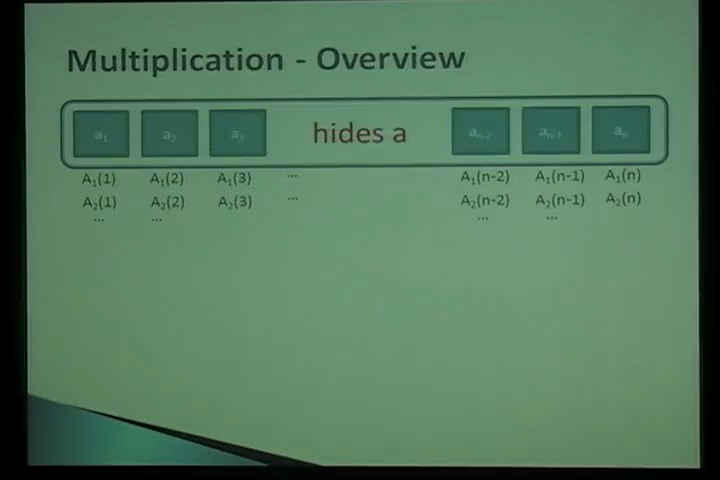 Multiplication - Overview
a₁ a₂ a₃ hides a aₙ₋₂ aₙ₋₁ aₙ
A₁(1) A₁(2) A₁(3) ... A₁(n-2) A₁(n-1) A₁(n)
A₂(1) A₂(2) A₂(3) ... A₂(n-2) A₂(n-1) A₂(n)
... ... ... ...